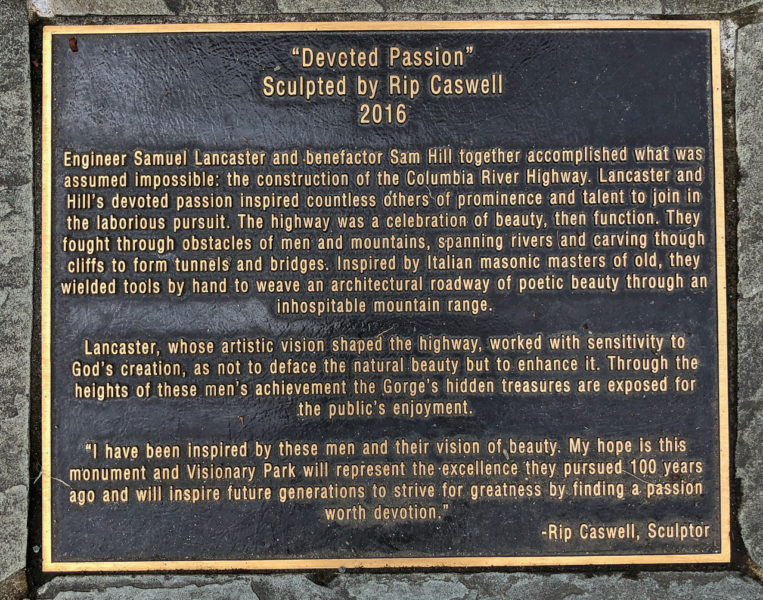 “Devoted Passion”
Sculpted by Rip Caswell
2016
Engineer Samuel Lancaster and benefactor Sam Hill together accomplished what was
assumed impossible: the construction of the Columbia River Highway. Lancaster and
Hill’s devoted passion inspired countless others of prominence and talent to join in
the laborious pursuit. The highway was a celebration of beauty, then function. They
fought through obstacles of men and mountains, spanning rivers and carving though
cliffs to form tunnels and bridges. Inspired by Italian masonic masters of old, they
wielded tools by hand to weave an architectural roadway of poetic beauty through an
inhospitable mountain range.
Lancaster, whose artistic vision shaped the highway, worked with sensitivity to
God’s creation, as not to deface the natural beauty but to enhance it. Through the
heights of these men’s achievement the Gorge’s hidden treasures are exposed for
the public’s enjoyment.
“I have been inspired by these men and their vision of beauty. My hope is this
monument and Visionary Park will represent the excellence they pursued 100 years
ago and will inspire future generations to strive for greatness by finding a passion
worth devotion.”
-Rip Caswell, Sculptor